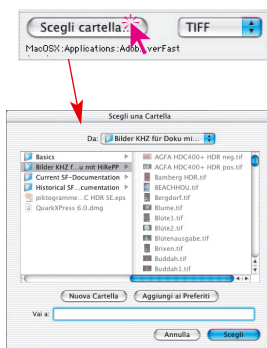 Scegli cartella...
TIFF
MacOSX:Applications:Adob verFast
Scegli una Cartella
Da: Bilder KHZ für Doku mi...
Basics
Bilder KHZ f...u mit HiRePP
Current SF-Documentation
Historical SF...cumentation
piktogramme...C HDR SE.eps
QuarkXPress 6.0.dmg
AGFA HDC400+ HDR neg.tif
AGFA HDC400+ HDR pos.tif
Bamberg HDR.tif
BEACHHOU.tif
Bergdorf.tif
Blume.tif
Blüte1.tif
Blüte2.tif
Blütenausgabe.tif
Brixen.tif
Buddah.tif
Buddah1.tif
Nuova Cartella
Aggiungi ai Preferiti
Vai a:
Annulla
Scegli